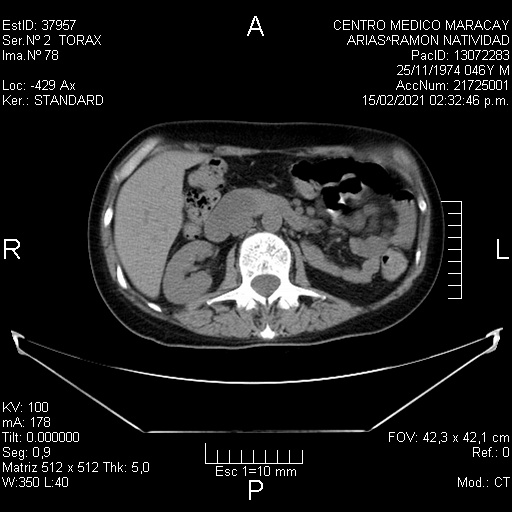 EstID: 37957
Ser.Nº 2 TORAX
Ima.Nº 78
Loc: -429 Ax
Ker.: STANDARD
A
CENTRO MEDICO MARACAY
ARIAS^RAMON NATIVIDAD
PacID: 13072283
25/11/1974 046Y M
AccNum: 21725001
15/02/2021 02:32:46 p.m.
R
L
KV: 100
mA: 178
Tilt: 0.000000
Seg: 0,9
Matriz 512 x 512 Thk: 5,0
W:350 L:40
Esc 1=10 mm
P
FOV: 42,3 x 42,1 cm
Ref.: 0
Mod.: CT